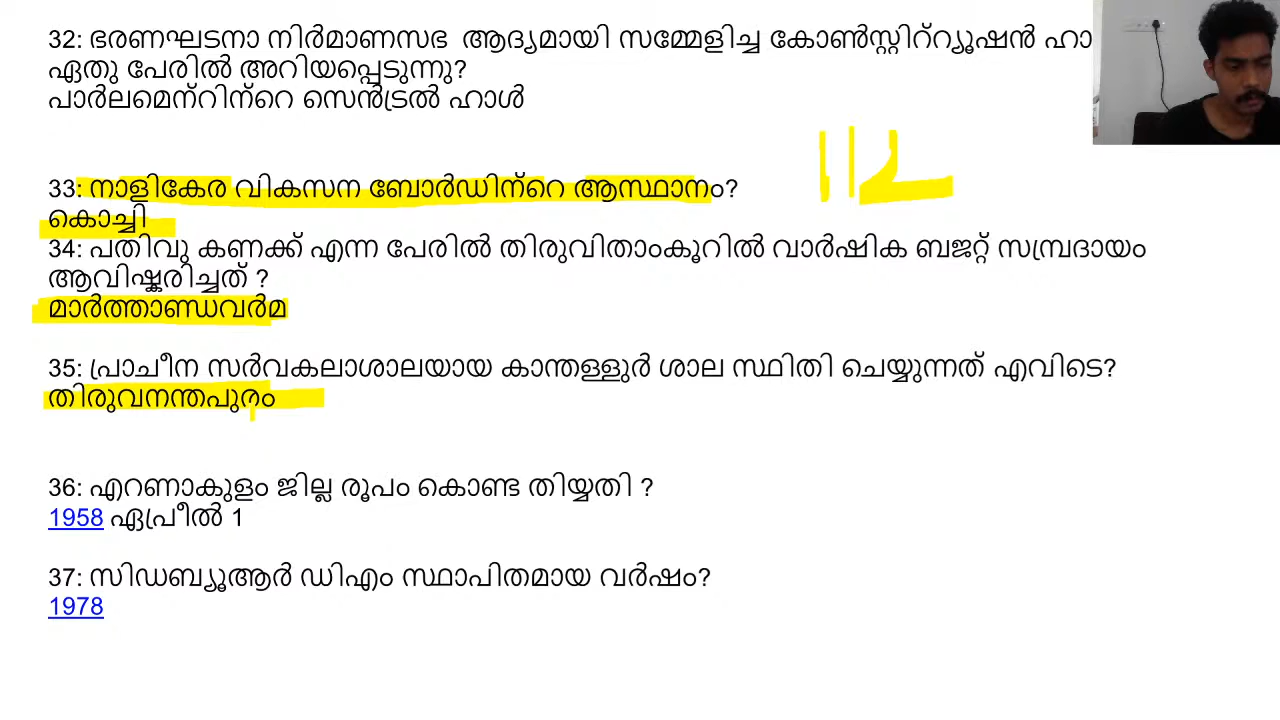 32: ഭരണഘടനാ നിർമാണസഭ ആദ്യമായി സമ്മേളിച്ച കോൺസ്റ്റിറ്റ്യൂഷൻ ഹാ
ഏതു പേരിൽ അറിയപ്പെടുന്നു?
പാർലമെന്റിന്റെ സെൻട്രൽ ഹാൾ
112
33: നാളികേര വികസന ബോർഡിന്റെ ആസ്ഥാനം?
കൊച്ചി
34: പതിവു കണക്ക് എന്ന പേരിൽ തിരുവിതാംകൂറിൽ വാർഷിക ബജറ്റ് സമ്പ്രദായം
ആവിഷ്കരിച്ചത് ?
മാർത്താണ്ഡവർമ
35: പ്രാചീന സർവകലാശാലയായ കാന്തള്ളുർ ശാല സ്ഥിതി ചെയ്യുന്നത് എവിടെ?
തിരുവനന്തപുരം
36: എറണാകുളം ജില്ല രൂപം കൊണ്ട തിയ്യതി ?
1958 ഏപ്രീൽ 1
37: സിഡബ്യൂആർ ഡിഎം സ്ഥാപിതമായ വർഷം?
1978